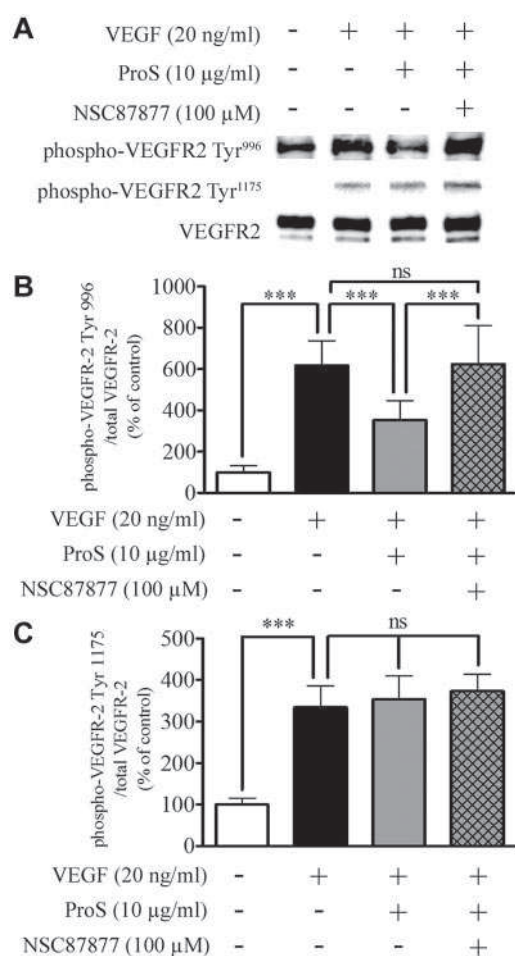 A
VEGF (20 ng/ml) - + + +
ProS (10 µg/ml) - - + +
NSC87877 (100 µM) - - - +
phospho-VEGFR2 Tyr⁹⁹⁶
phospho-VEGFR2 Tyr¹¹⁷⁵
VEGFR2
B
phospho-VEGFR-2 Tyr 996
/total VEGFR-2
(% of control)
1000
800
600
400
200
0
ns
*** *** ***
VEGF (20 ng/ml) - + + +
ProS (10 µg/ml) - - + +
NSC87877 (100 µM) - - - +
C
phospho-VEGFR-2 Tyr 1175
/total VEGFR-2
(% of control)
500
400
300
200
100
0
*** ns
VEGF (20 ng/ml) - + + +
ProS (10 µg/ml) - - + +
NSC87877 (100 µM) - - - +